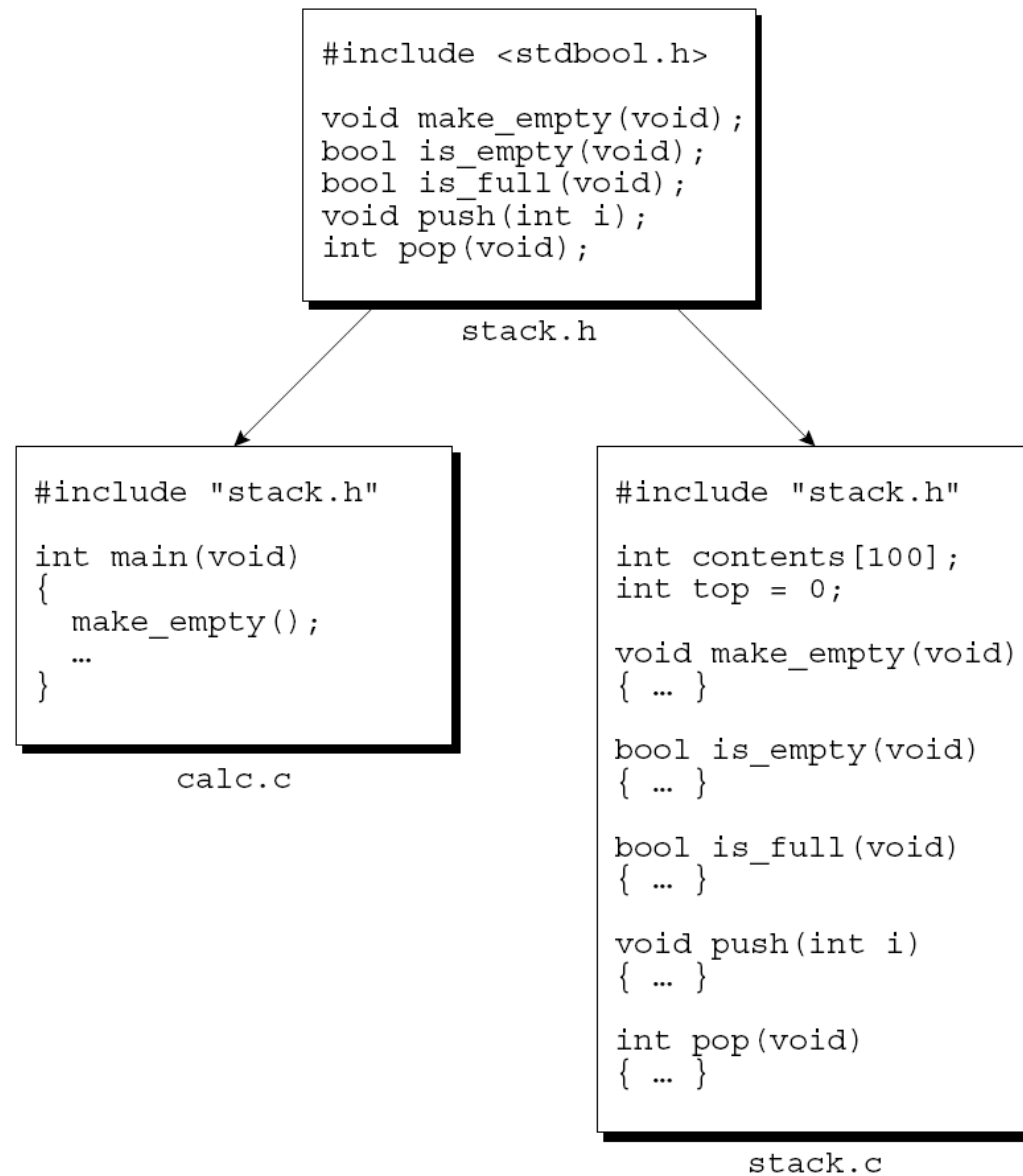 #include <stdbool.h>
void make_empty(void);
bool is_empty(void);
bool is_full(void);
void push(int i);
int pop(void);
stack.h
#include "stack.h"
int main(void)
{
make_empty();
…
}
calc.c
#include "stack.h"
int contents[100];
int top = 0;
void make_empty(void)
{ … }
bool is_empty(void)
{ … }
bool is_full(void)
{ … }
void push(int i)
{ … }
int pop(void)
{ … }
stack.c